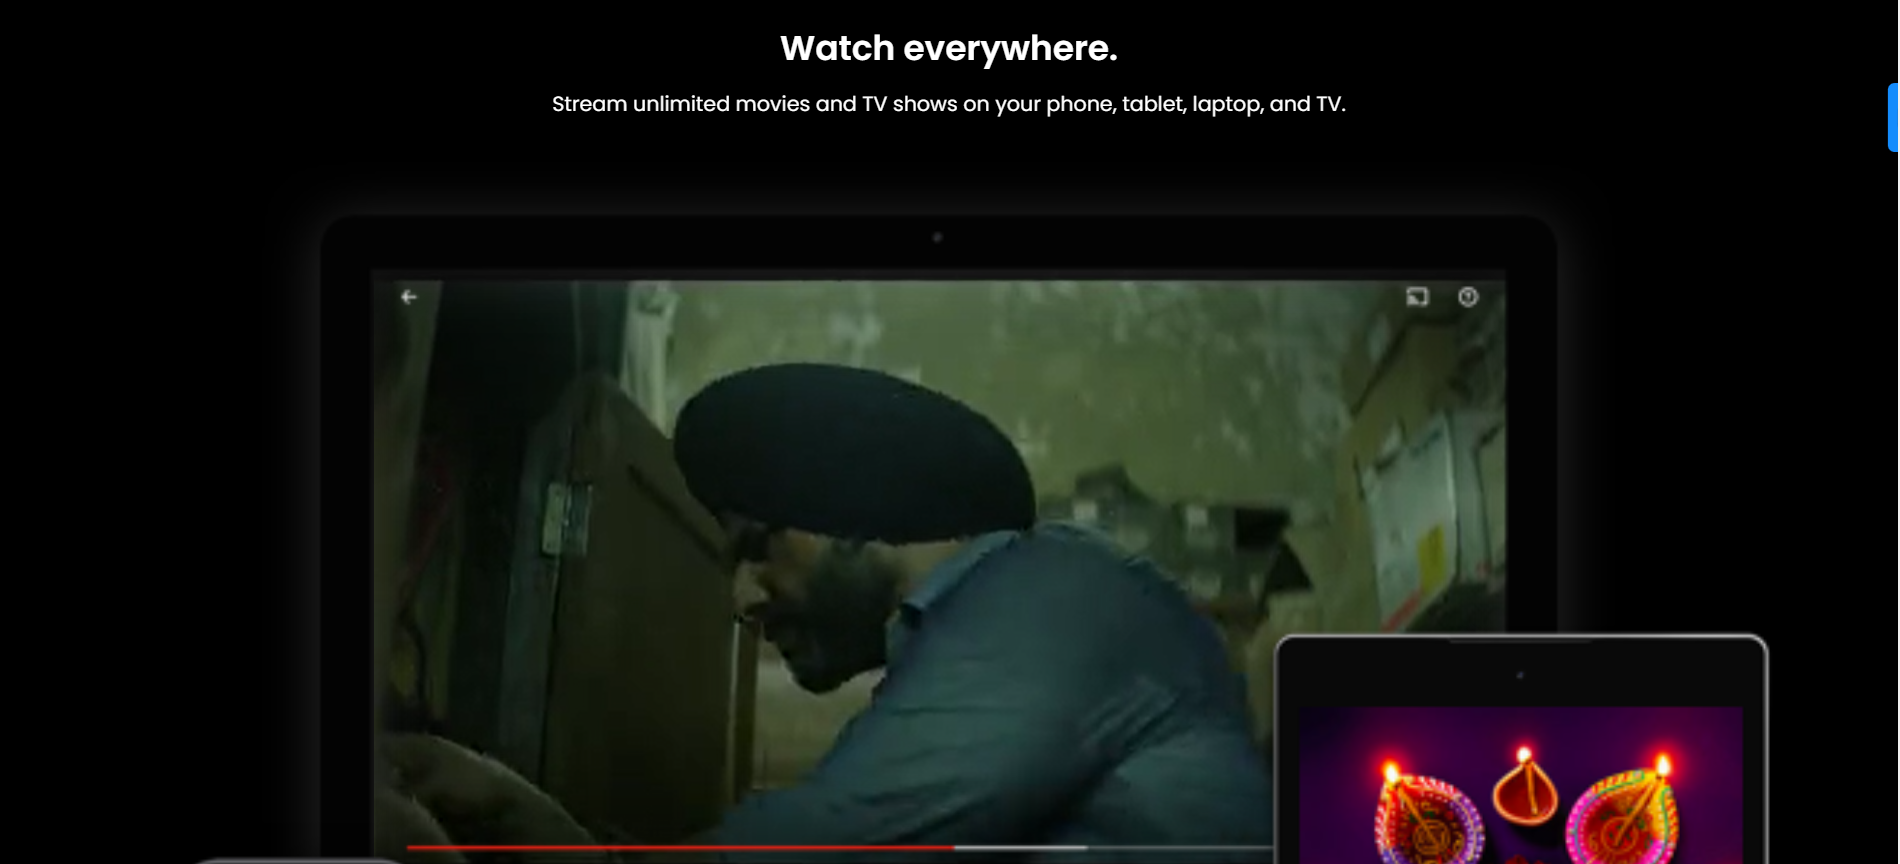 Watch everywhere.
Stream unlimited movies and TV shows on your phone, tablet, laptop, and TV.